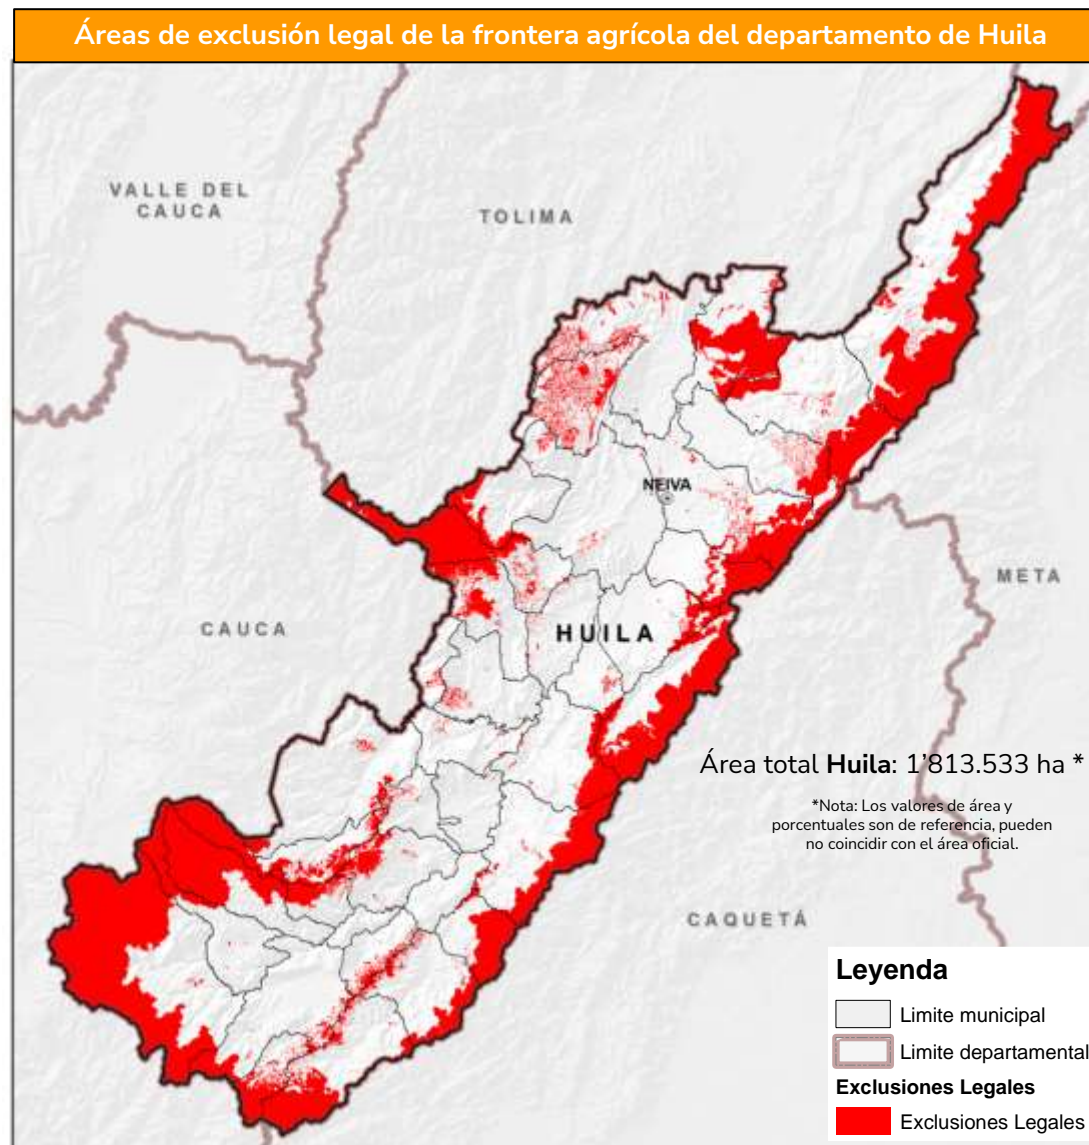 Áreas de exclusión legal de la frontera agrícola del departamento de Huila
VALLE DEL
CAUCA
TOLIMA
NEIVA
META
CAUCA
HUILA
Área total Huila: 1'813.533 ha *
*Nota: Los valores de área y
porcentuales son de referencia, pueden
no coincidir con el área oficial.
CAQUETÁ
Leyenda
Limite municipal
Limite departamental
Exclusiones Legales
Exclusiones Legales